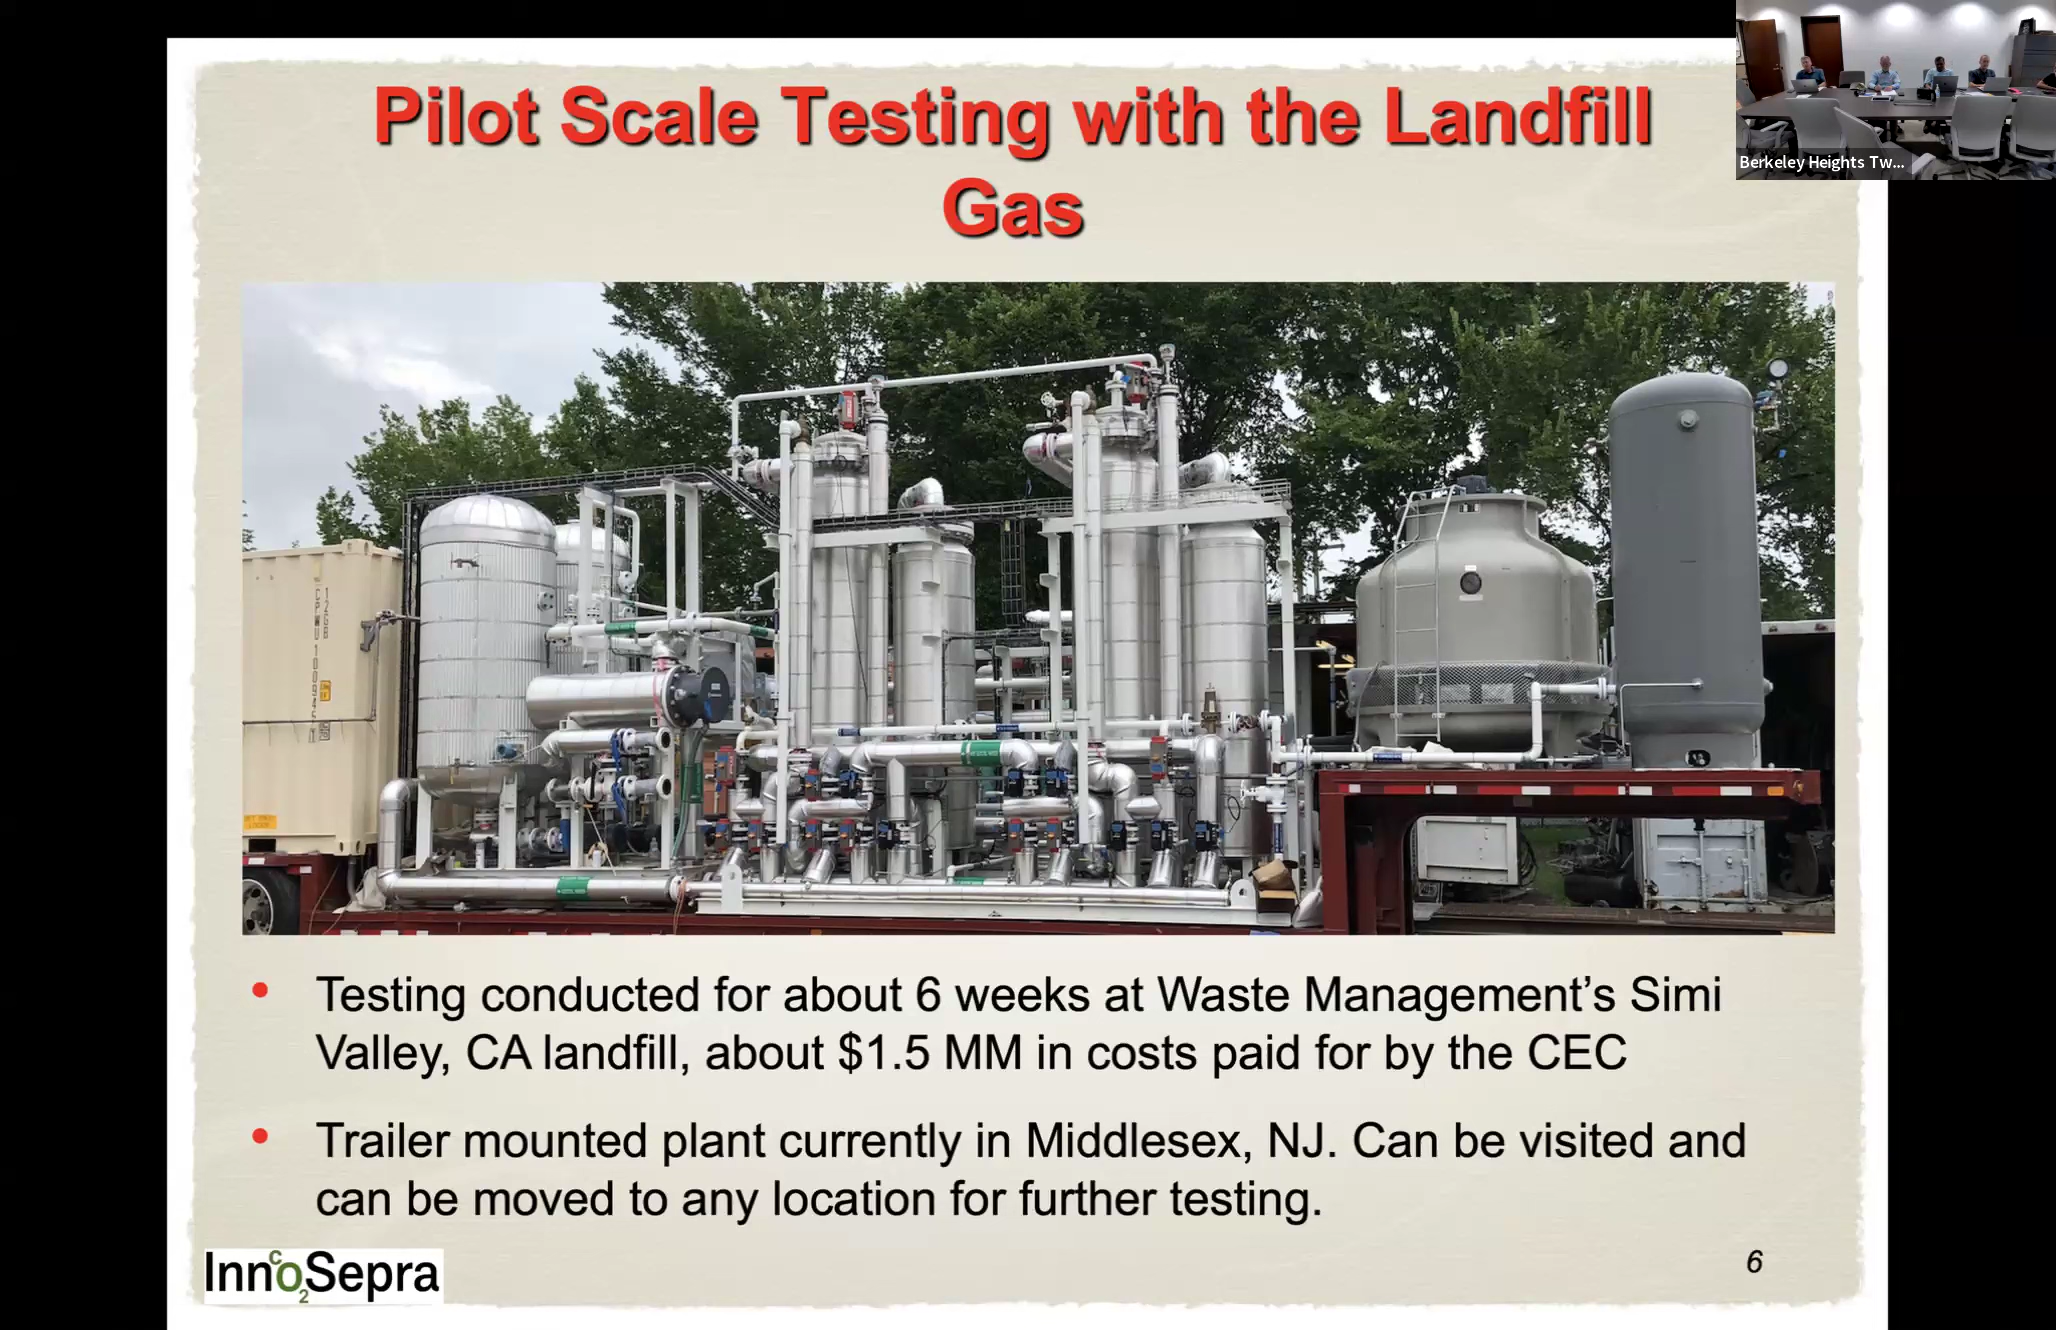 Pilot Scale Testing with the Landfill
Gas
Berkeley Heights Tw...
• Testing conducted for about 6 weeks at Waste Management’s Simi
Valley, CA landfill, about $1.5 MM in costs paid for by the CEC
• Trailer mounted plant currently in Middlesex, NJ. Can be visited and
can be moved to any location for further testing.
InnoSepra
CO2
6